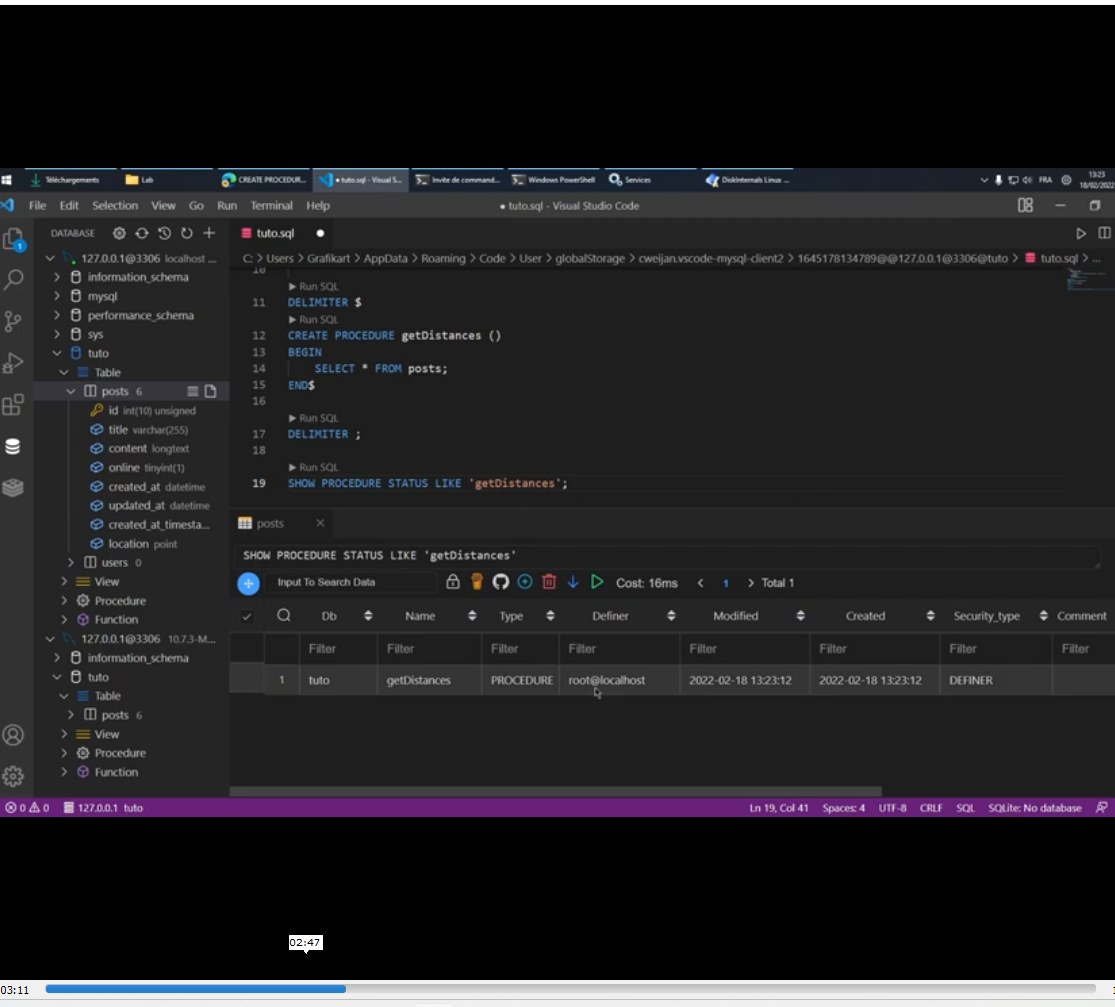 Téléchargements Lab CREATE PROCEDUR... • tuto.sql - Visual S... Invite de command... Windows PowerShell Services DiskInternals Linux ... FRA 13:23
18/02/2022
File Edit Selection View Go Run Terminal Help • tuto.sql - Visual Studio Code
DATABASE
tuto.sql
C: > Users > Grafikart > AppData > Roaming > Code > User > globalStorage > cweijan.vscode-mysql-client2 > 1645178134789@@127.0.0.1@3306@tuto > tuto.sql > ...
1
127.0.0.1@3306 localhost ...
information_schema
mysql
performance_schema
sys
tuto
Table
posts 6
id int(10) unsigned
title varchar(255)
content longtext
online tinyint(1)
created_at datetime
updated_at datetime
created_at_timesta...
location point
users 0
View
Procedure
Function
127.0.0.1@3306 10.7.3-M...
information_schema
tuto
Table
posts 6
View
Procedure
Function
10
Run SQL
11 DELIMITER $
Run SQL
12 CREATE PROCEDURE getDistances ()
13 BEGIN
14 SELECT * FROM posts;
15 END$
16
Run SQL
17 DELIMITER ;
18
Run SQL
19 SHOW PROCEDURE STATUS LIKE 'getDistances';
posts
SHOW PROCEDURE STATUS LIKE 'getDistances'
Input To Search Data Cost: 16ms < 1 > Total 1
Db Name Type Definer Modified Created Security_type Comment
Filter Filter Filter Filter Filter Filter Filter Filter
1 tuto getDistances PROCEDURE root@localhost 2022-02-18 13:23:12 2022-02-18 13:23:12 DEFINER
0 0 127.0.0.1 tuto Ln 19, Col 41 Spaces: 4 UTF-8 CRLF SQL SQLite: No database
02:47
03:11